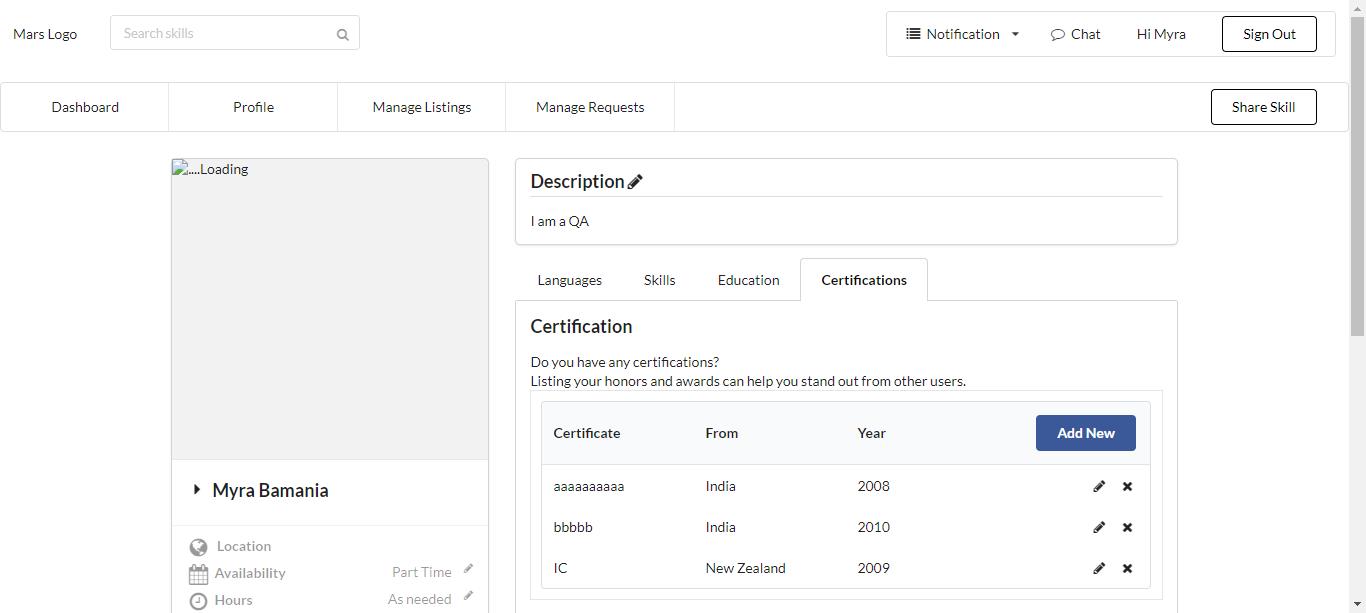 Mars Logo
Search skills
Notification
Chat
Hi Myra
Sign Out
Dashboard
Profile
Manage Listings
Manage Requests
Share Skill
....Loading
Myra Bamania
Location
Availability
Part Time
Hours
As needed
Description
I am a QA
Languages
Skills
Education
Certifications
Certification
Do you have any certifications?
Listing your honors and awards can help you stand out from other users.
Certificate From Year Add New
aaaaaaaaaa India 2008
bbbbb India 2010
IC New Zealand 2009